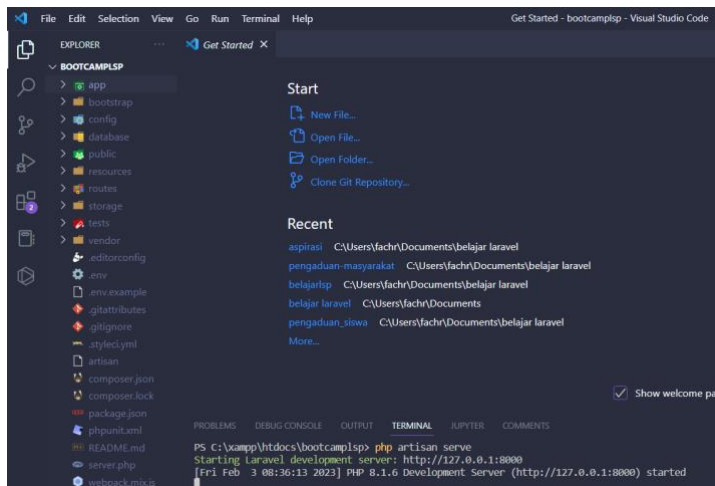 File Edit Selection View Go Run Terminal Help Get Started - bootcamplsp - Visual Studio Code
EXPLORER
Get Started
BOOTCAMPLSP
app
bootstrap
config
database
public
resources
routes
storage
tests
vendor
.editorconfig
.env
.env.example
.gitattributes
.gitignore
.styleci.yml
artisan
composer.json
composer.lock
package.json
phpunit.xml
README.md
server.php
webpack.mix.js
2
Start
New File...
Open File...
Open Folder...
Clone Git Repository...
Recent
aspirasi C:\Users\fachr\Documents\belajar laravel
pengaduan-masyarakat C:\Users\fachr\Documents\belajar laravel
belajarlsp C:\Users\fachr\Documents\belajar laravel
belajar laravel C:\Users\fachr\Documents
pengaduan_siswa C:\Users\fachr\Documents\belajar laravel
More...
Show welcome pa
PROBLEMS DEBUG CONSOLE OUTPUT TERMINAL JUPYTER COMMENTS
PS C:\xampp\htdocs\bootcamplsp> php artisan serve
Starting Laravel development server: http://127.0.0.1:8000
[Fri Feb 3 08:36:13 2023] PHP 8.1.6 Development Server (http://127.0.0.1:8000) started